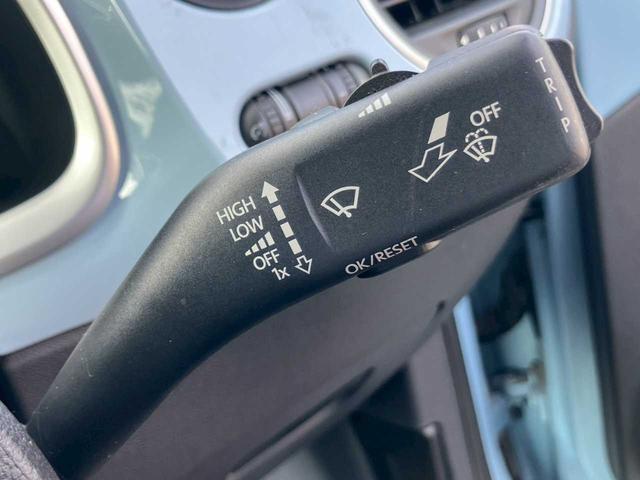 HIGH
LOW
OFF
1x
OK/RESET
OFF
TRIP